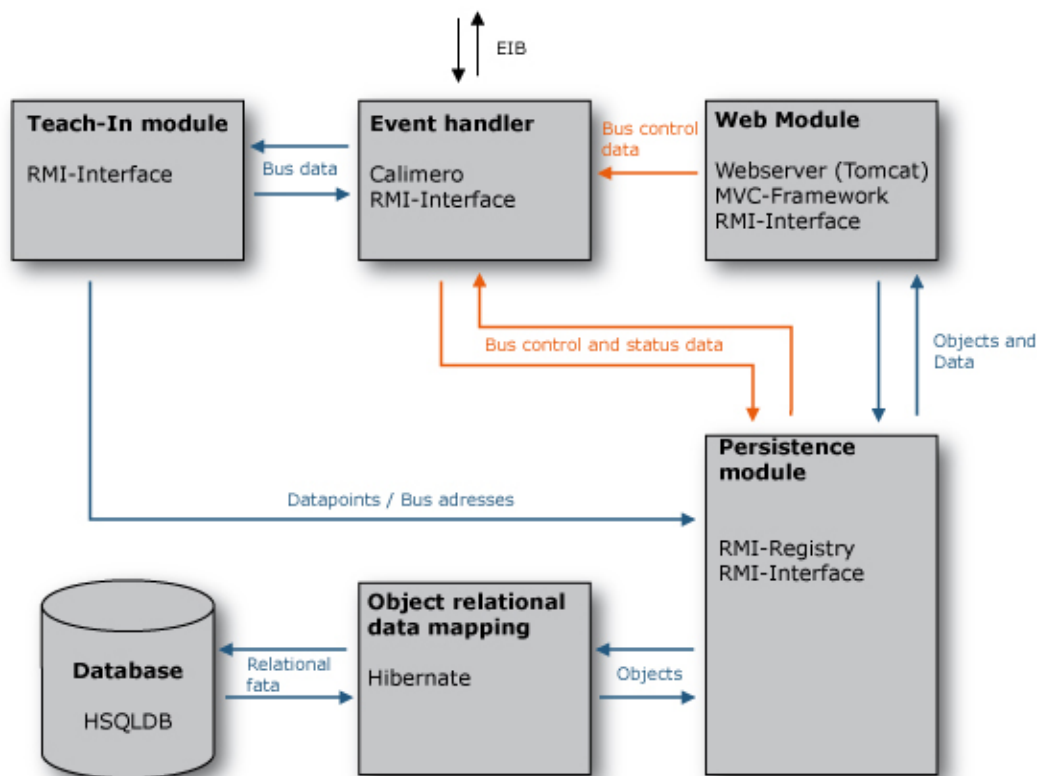 EIB
Teach-In module
RMI-Interface
Bus data
Event handler
Calimero
RMI-Interface
Bus control
data
Web Module
Webserver (Tomcat)
MVC-Framework
RMI-Interface
Bus control and status data
Objects and
Data
Persistence
module
RMI-Registry
RMI-Interface
Datapoints / Bus adresses
Database
HSQLDB
Relational
fata
Object relational
data mapping
Hibernate
Objects